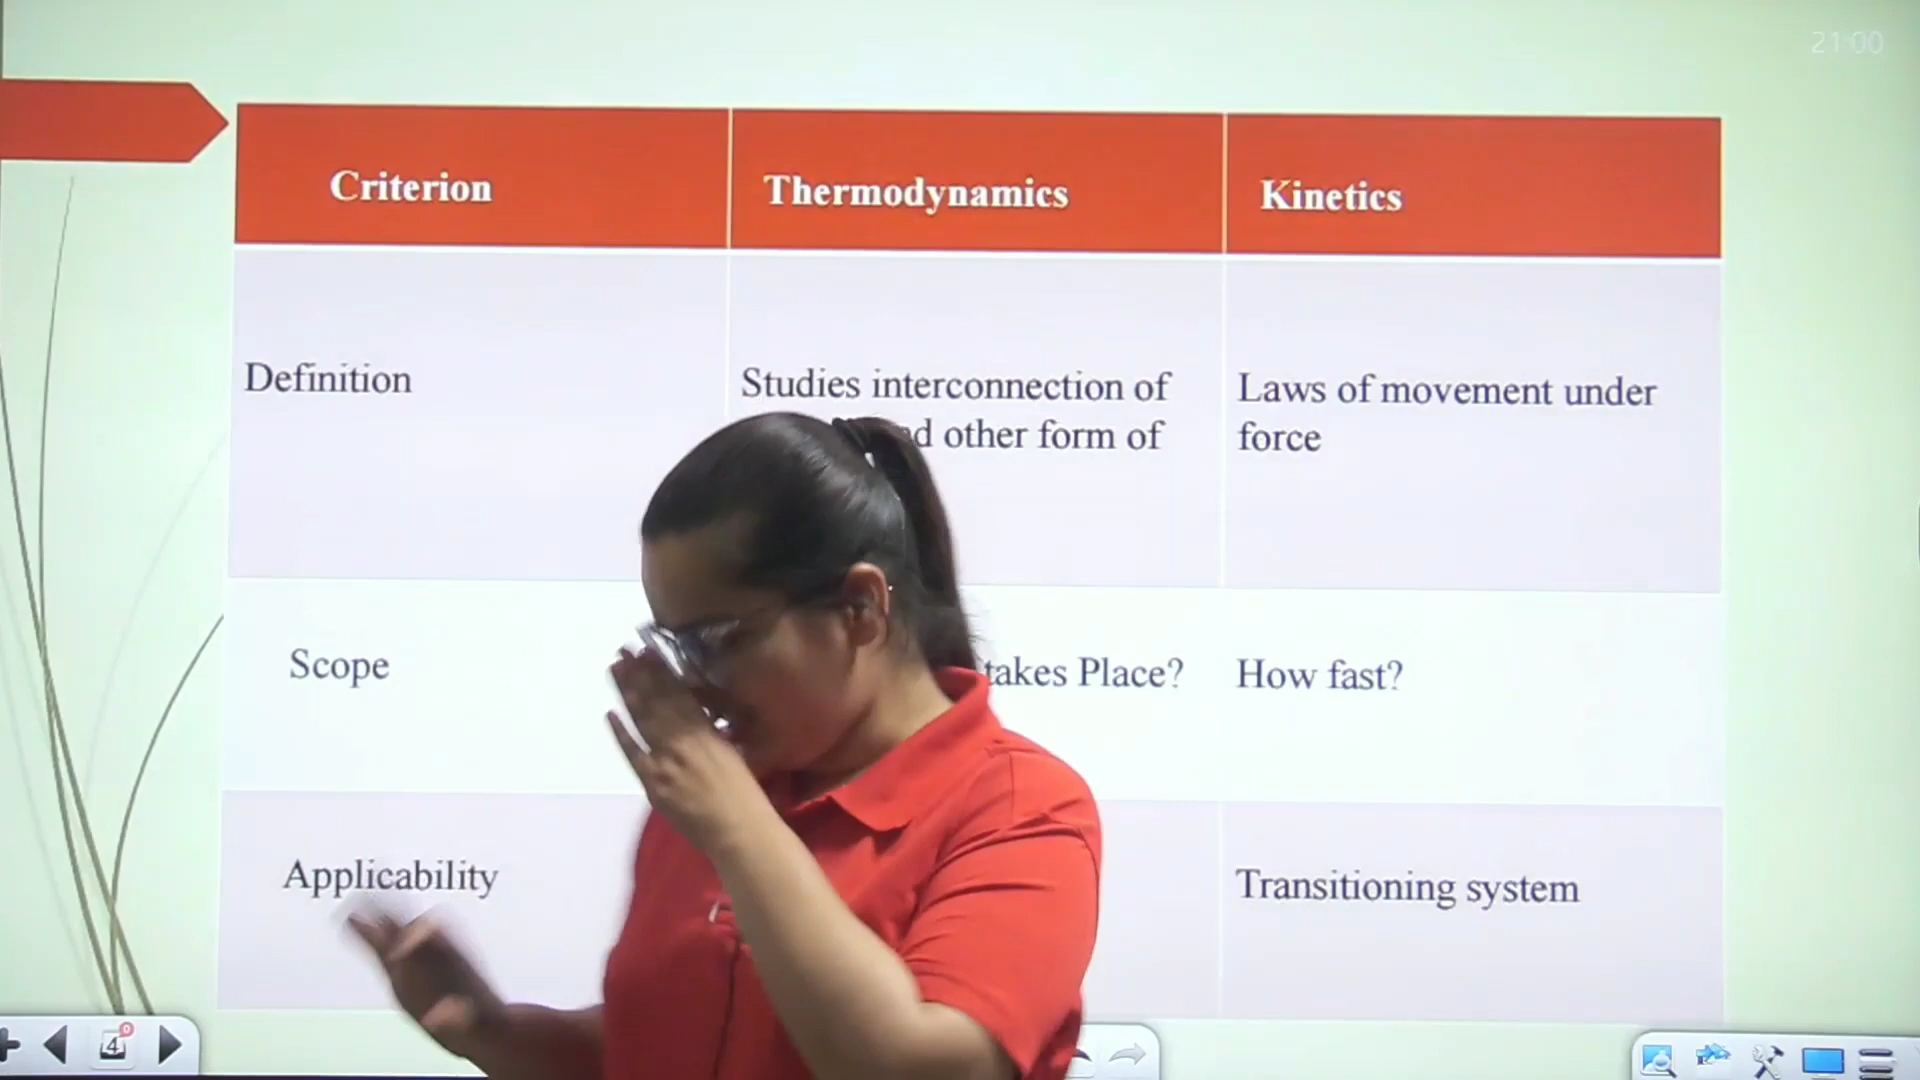 21:00
Criterion
Thermodynamics
Kinetics
Definition
Studies interconnection of
other form of
Laws of movement under
force
Scope
takes Place?
How fast?
Applicability
Transitioning system
4
0